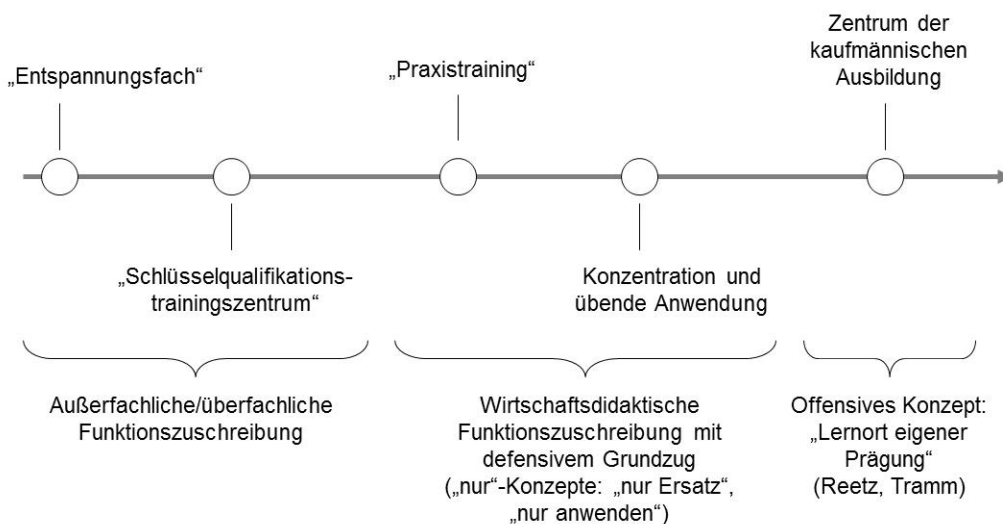 „Entspannungsfach“
„Praxistraining“
Zentrum der
kaufmännischen
Ausbildung
„Schlüsselqualifikations-
trainingszentrum“
Konzentration und
übende Anwendung
Außerfachliche/überfachliche
Funktionszuschreibung
Wirtschaftsdidaktische
Funktionszuschreibung mit
defensivem Grundzug
(„nur“-Konzepte: „nur Ersatz“,
„nur anwenden“)
Offensives Konzept:
„Lernort eigener
Prägung“
(Reetz, Tramm)